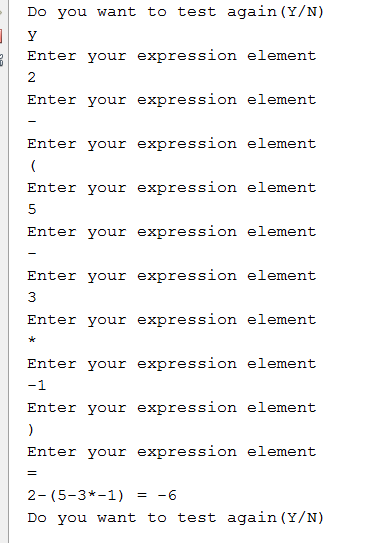 Do you want to test again(Y/N)
y
Enter your expression element
2
Enter your expression element
-
Enter your expression element
(
Enter your expression element
5
Enter your expression element
-
Enter your expression element
3
Enter your expression element
*
Enter your expression element
-1
Enter your expression element
)
Enter your expression element
=
2-(5-3*-1) = -6
Do you want to test again(Y/N)